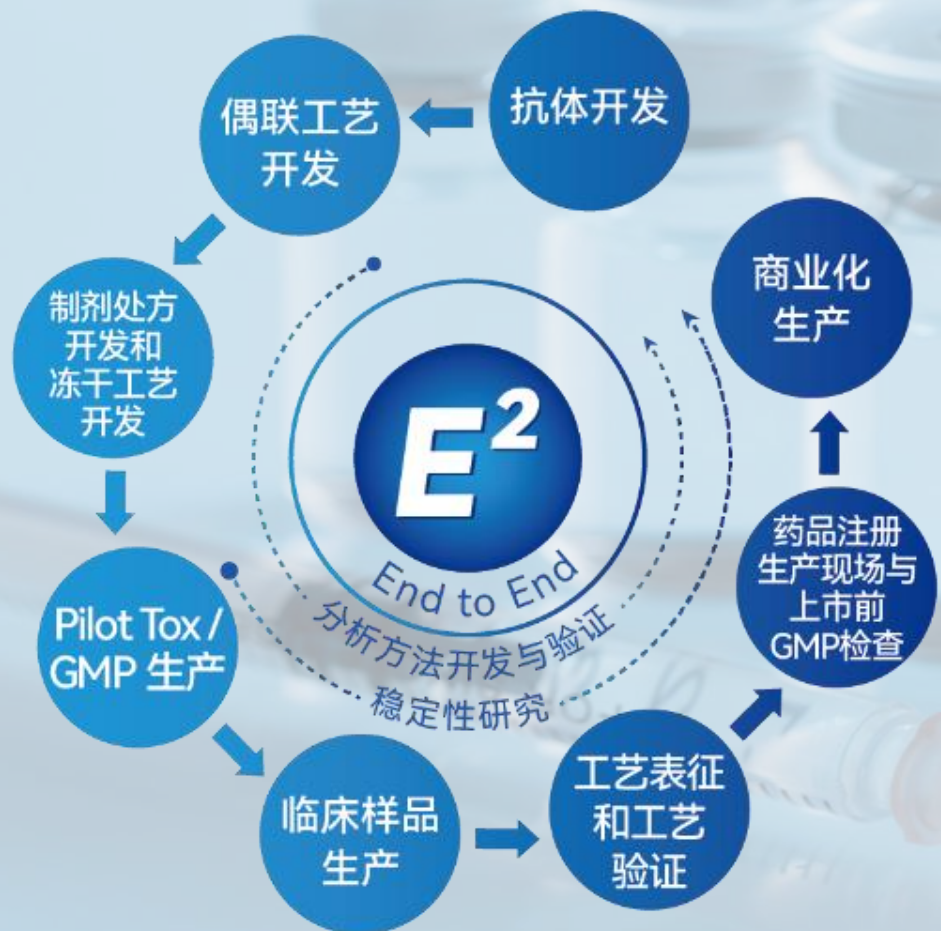 抗体开发
偶联工艺
开发
制剂处方
开发和
冻干工艺
开发
Pilot Tox /
GMP 生产
临床样品
生产
工艺表征
和工艺
验证
药品注册
生产现场与
上市前
GMP检查
商业化
生产
E²
End to End
分析方法开发与验证
稳定性研究